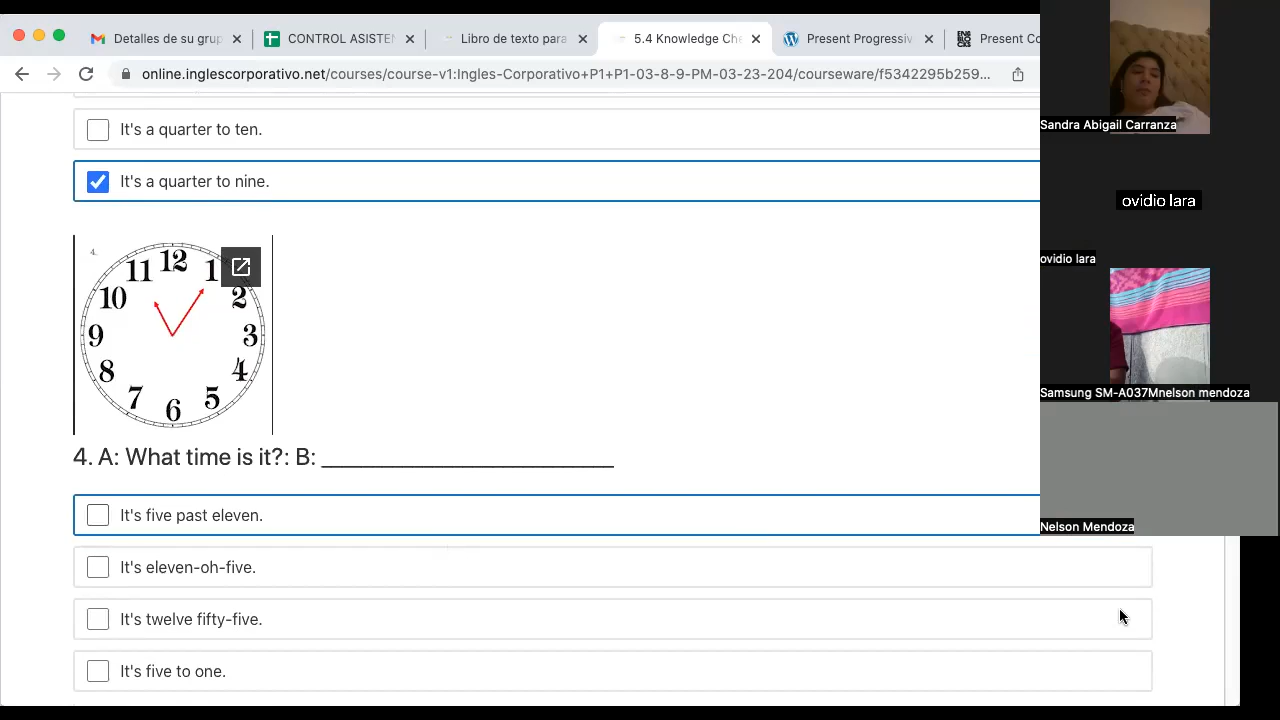 Detalles de su grup
CONTROL ASISTEN
Libro de texto para
5.4 Knowledge Che
Present Progressiv
Present Co
online.inglescorporativo.net/courses/course-v1:Ingles-Corporativo+P1+P1-03-8-9-PM-03-23-204/courseware/f5342295b259...
It's a quarter to ten.
It's a quarter to nine.
4.
12
11
1
10
2
9
3
8
4
7
5
6
4. A: What time is it?: B: ____________________________
It's five past eleven.
It's eleven-oh-five.
It's twelve fifty-five.
It's five to one.
Sandra Abigail Carranza
ovidio lara
ovidio lara
Samsung SM-A037Mnelson mendoza
Nelson Mendoza